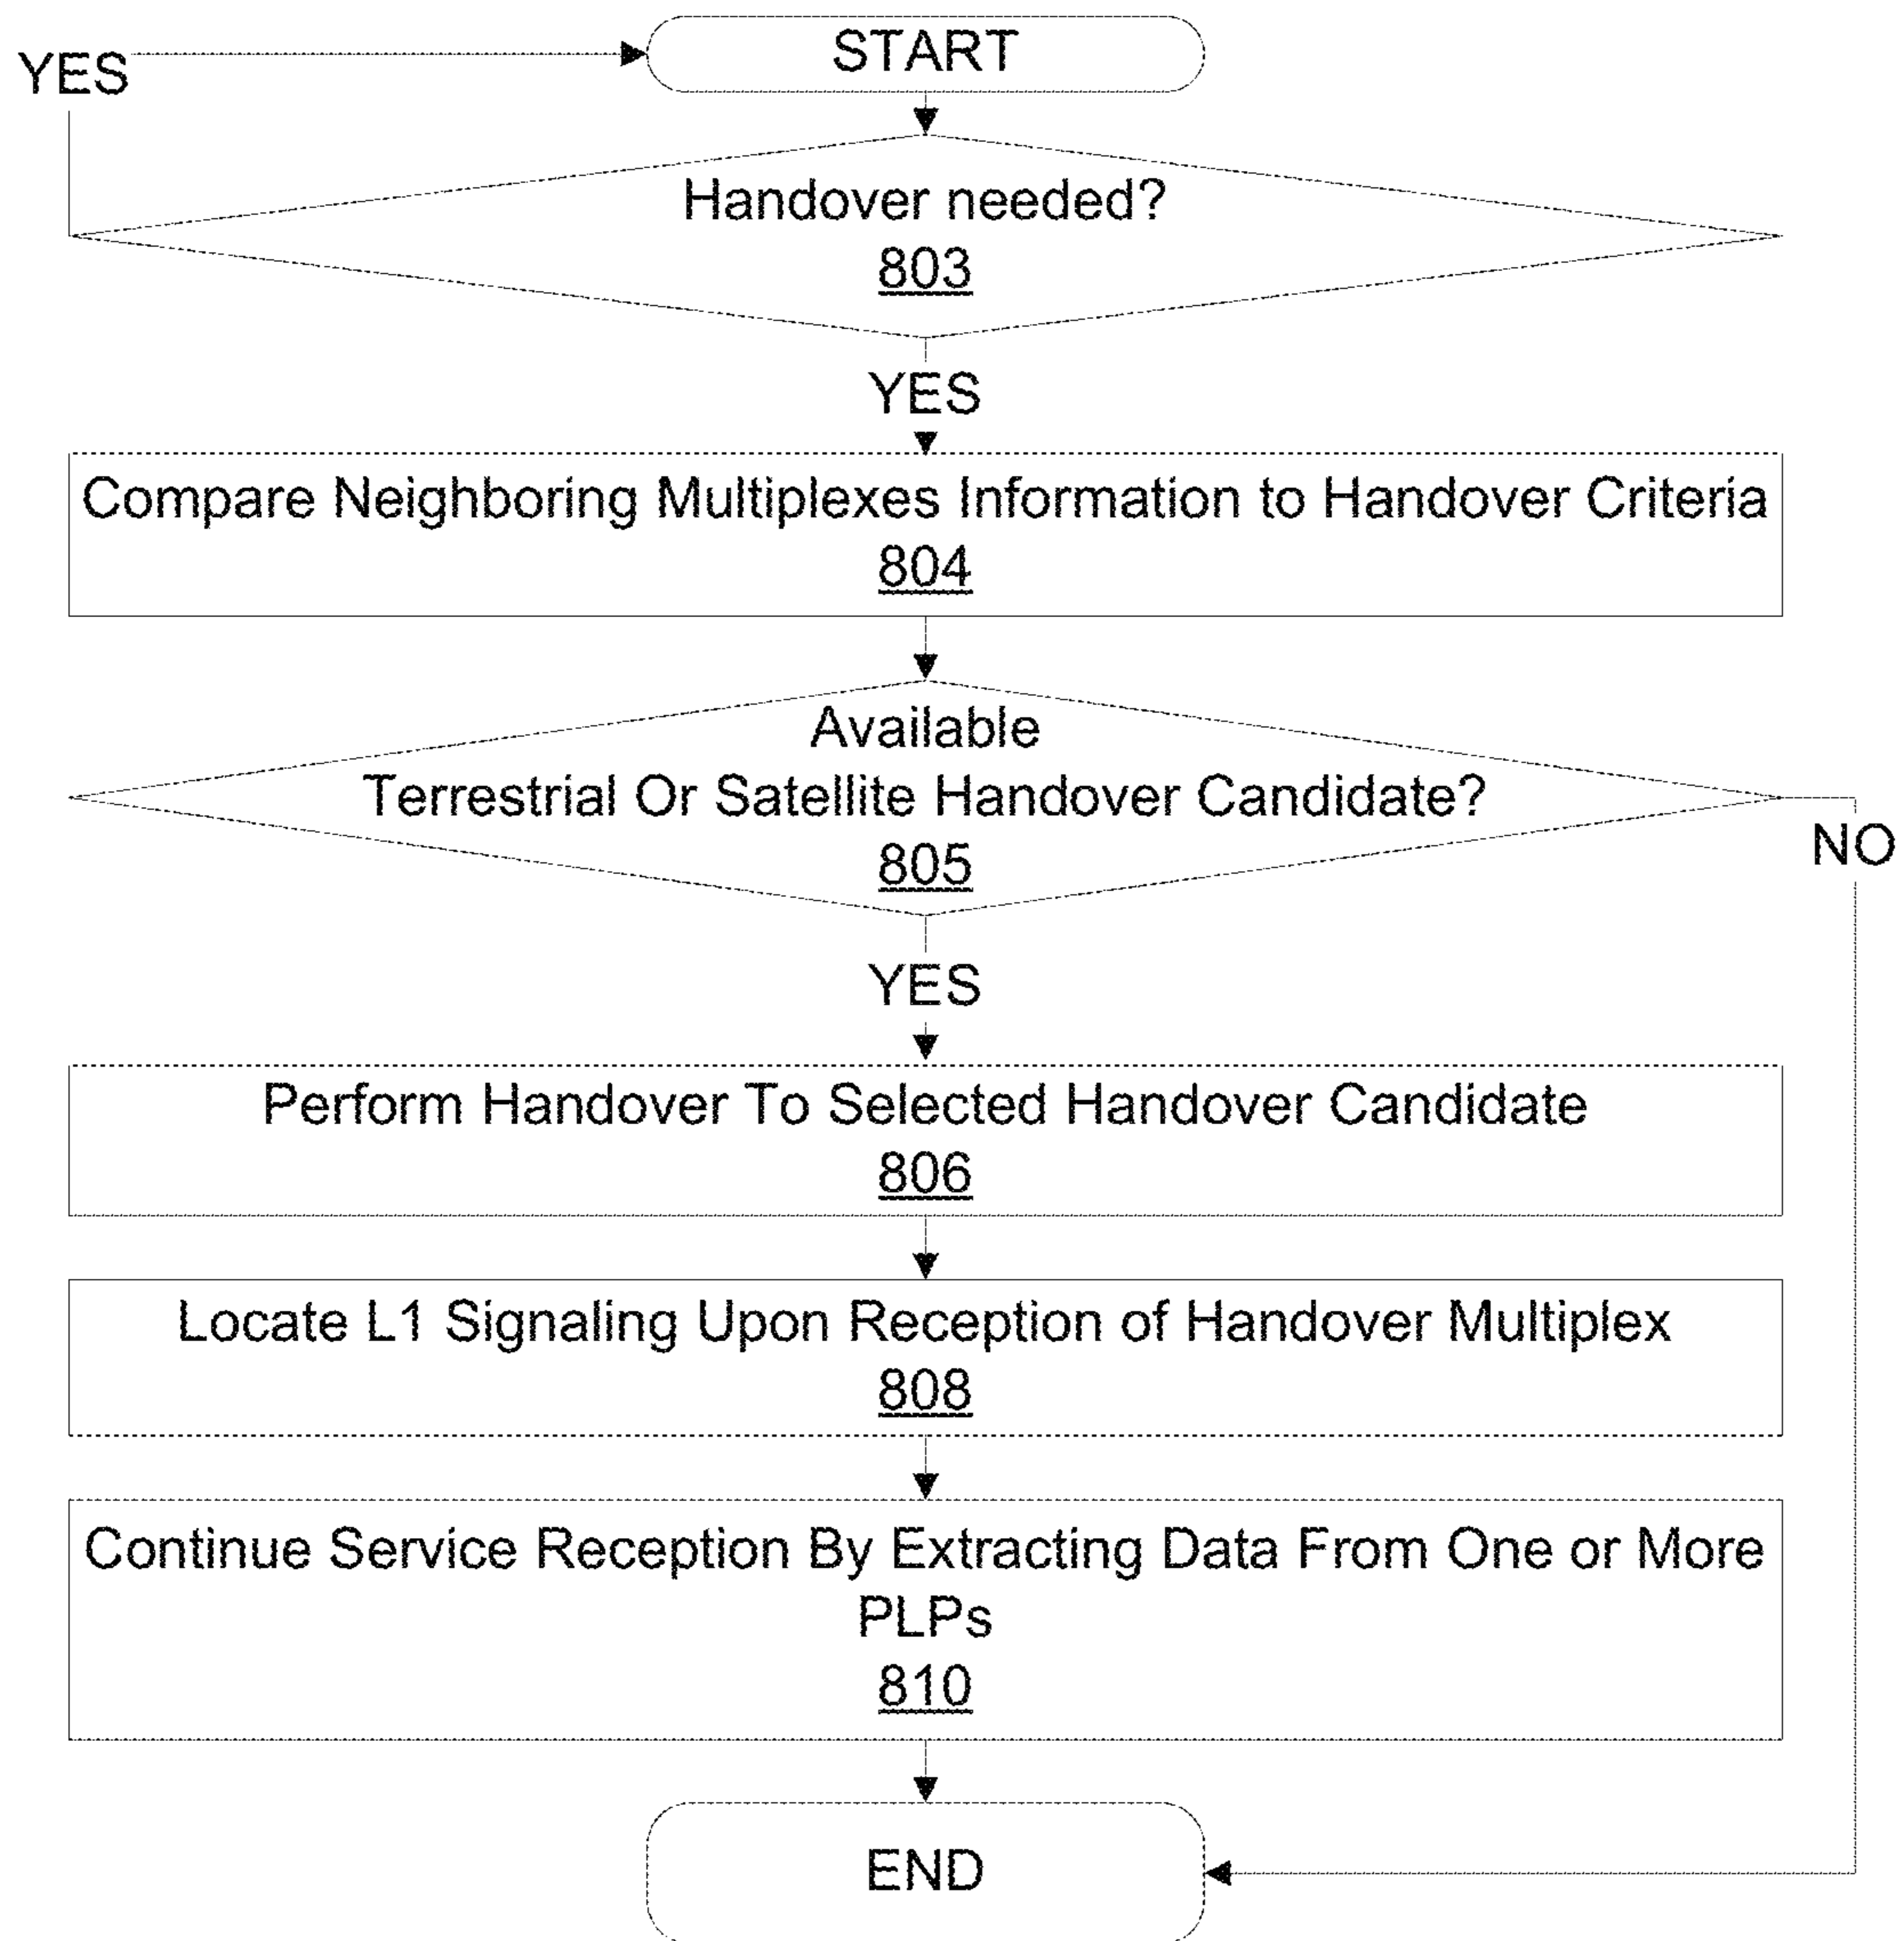 START
YES
Handover needed?
803
YES
Compare Neighboring Multiplexes Information to Handover Criteria
804
Available
Terrestrial Or Satellite Handover Candidate?
805
NO
YES
Perform Handover To Selected Handover Candidate
806
Locate L1 Signaling Upon Reception of Handover Multiplex
808
Continue Service Reception By Extracting Data From One or More
PLPs
810
END